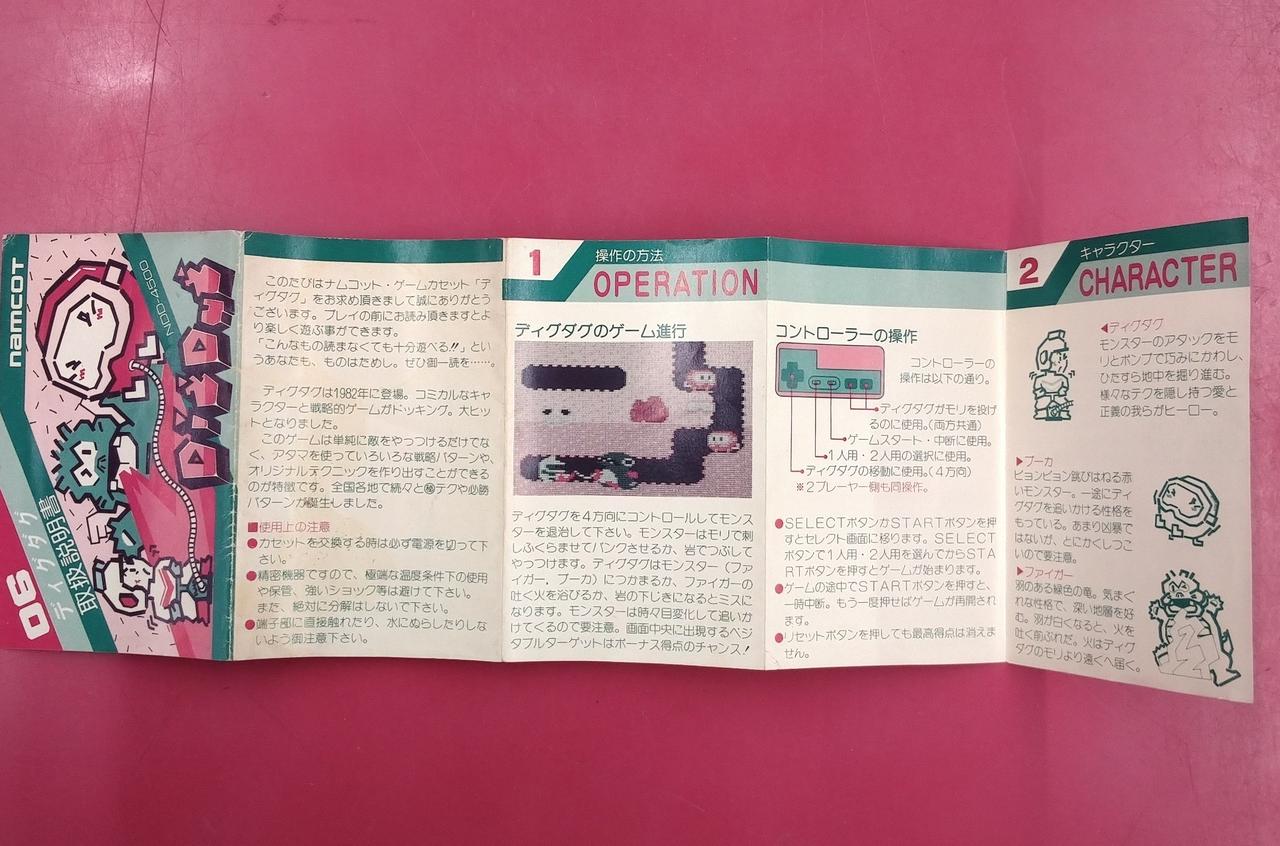 namcot
NDD-4500
DIG DUG
06
ディグダグ
取扱説明書
このたびはナムコット・ゲームカセット「デ
ィグダグ」をお求め頂きまして誠にありがとう
ございます。プレイの前にお読み頂きますとよ
り楽しく遊ぶ事ができます。
「こんなもの読まなくても十分遊べる!!」とい
うあなたも、ものはためし。ぜひ御一読を……。
ディグダグは1982年に登場。コミカルなキャ
ラクターと戦略的ゲームがドッキング。大ヒッ
トとなりました。
このゲームは単純に敵をやっつけるだけでな
く、アタマを使っていろいろな戦略パターンや、
オリジナルテクニックを作り出すことができる
のが特徴です。全国各地で続々と㊙テクや必勝
パターンが誕生しました。
■使用上の注意
●カセットを交換する時は必ず電源を切って下
さい。
●精密機器ですので、極端な温度条件下の使用
や保管、強いショック等は避けて下さい。
また、絶対に分解はしないで下さい。
●端子部に直接触れたり、水にぬらしたりしな
いよう御注意下さい。
1
操作の方法
OPERATION
ディグダグのゲーム進行
ディグダグを4方向にコントロールしてモンス
ターを退治して下さい。モンスターはモリで刺
しふくらませてパンクさせるか、岩でつぶして
やっつけます。ディグダグはモンスター(ファ
イガー、プーカ)につかまるか、ファイガーの
吐く火を浴びるか、岩の下じきになるとミスに
なります。モンスターは時々目変化して追いか
けてくるので要注意。画面中央に出現するベジ
タブルターゲットはボーナス得点のチャンス!
コントローラーの操作
コントローラーの
操作は以下の通り。
ディグダグがモリを投げ
るのに使用。(両方共通)
ゲームスタート・中断に使用。
1人用・2人用の選択に使用。
ディグダグの移動に使用。(4方向)
※2プレーヤー側も同操作。
●SELECTボタンかSTARTボタンを押
すとセレクト画面に移ります。SELECT
ボタンで1人用・2人用を選んでからSTA
RTボタンを押すとゲームが始まります。
●ゲームの途中でSTARTボタンを押すと、
一時中断。もう一度押せばゲームが再開され
ます。
●リセットボタンを押しても最高得点は消えま
せん。
2
キャラクター
CHARACTER
◀ディグダグ
モンスターのアタックをモ
リとポンプで巧みにかわし、
ひたすら地中を掘り進む。
様々なテクを隠し持つ愛と
正義の我らがヒーロー。
▶プーカ
ピョンピョン跳びはねる赤
いモンスター。一途にディ
グダグを追いかける性格を
もっている。あまり凶暴で
はないが、とにかくしつこ
いので要注意。
▶ファイガー
羽のある緑色の竜。気まぐ
れな性格で、深い地層を好
む。羽が白くなると、火を
吐く前ぶれだ。火はディグ
ダグのモリより遠くへ届く。